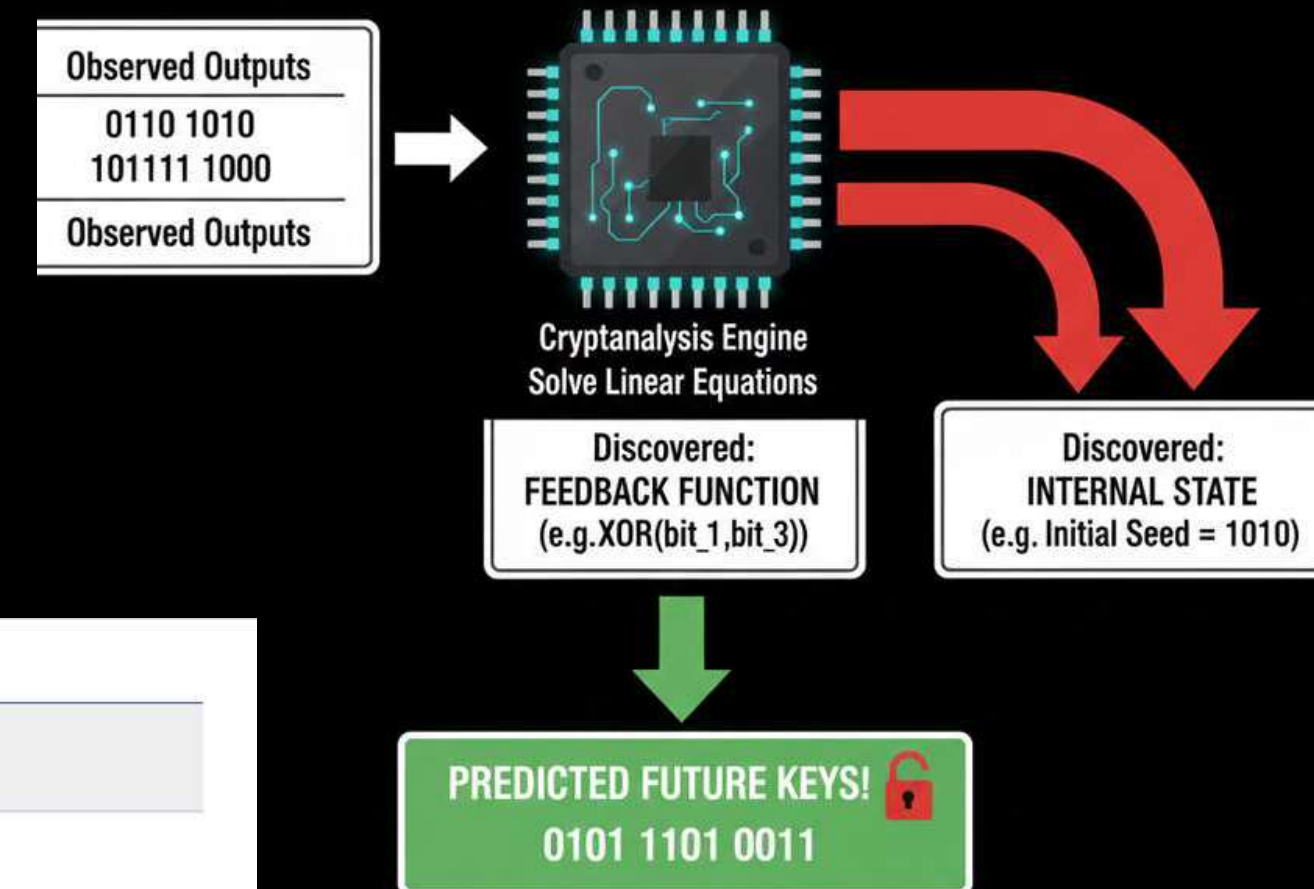 Observed Outputs
0110 1010
101111 1000
Observed Outputs
Cryptanalysis Engine
Solve Linear Equations
Discovered:
FEEDBACK FUNCTION
(e.g.XOR(bit_1,bit_3))
Discovered:
INTERNAL STATE
(e.g. Initial Seed = 1010)
PREDICTED FUTURE KEYS!
0101 1101 0011